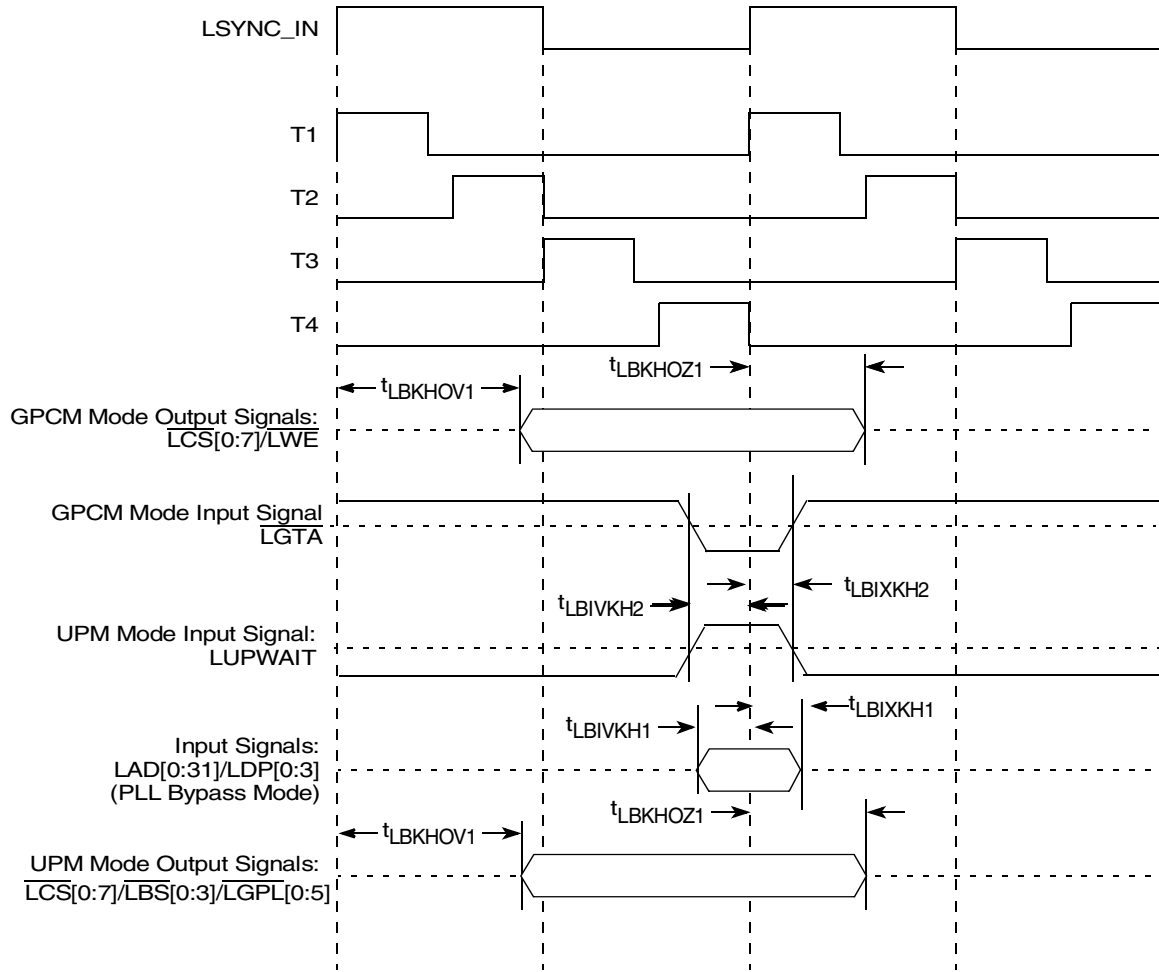 LSYNC_IN
T1
T2
T3
T4
tLBKHOZ1
tLBKHOV1
GPCM Mode Output Signals:
LCS[0:7]/LWE
GPCM Mode Input Signal
LGTA
tLBIXKH2
tLBIVKH2
UPM Mode Input Signal:
LUPWAIT
tLBIXKH1
tLBIVKH1
Input Signals:
LAD[0:31]/LDP[0:3]
(PLL Bypass Mode)
tLBKHOZ1
tLBKHOV1
UPM Mode Output Signals:
LCS[0:7]/LBS[0:3]/LGPL[0:5]